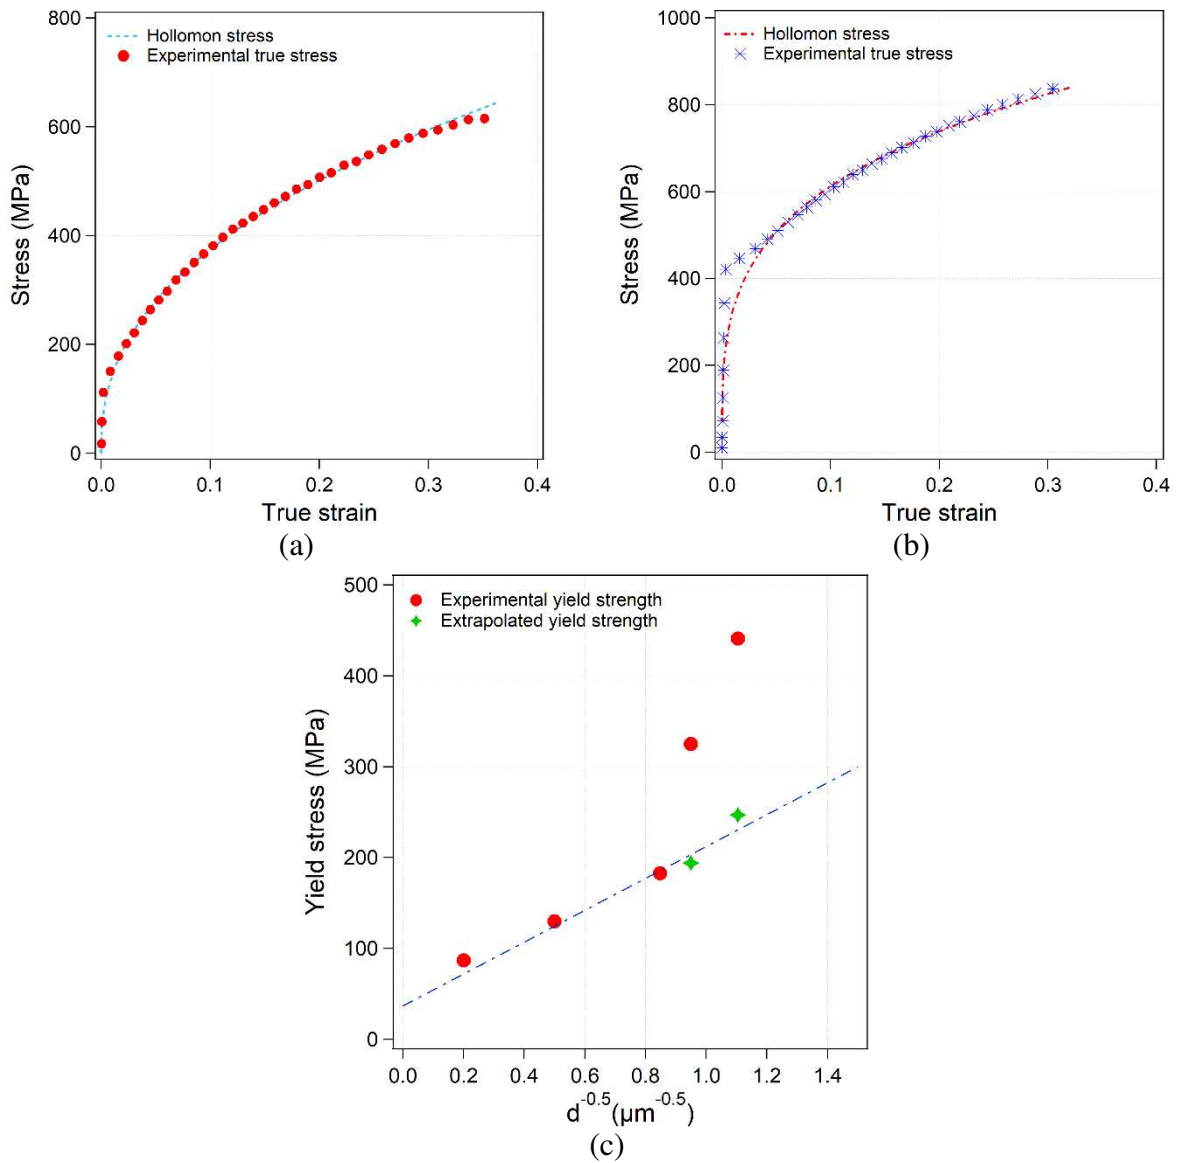 800
600
400
200
0
Stress (MPa)
Hollomon stress
Experimental true stress
0.0 0.1 0.2 0.3 0.4
True strain
(a)
1000
800
600
400
200
0
Stress (MPa)
Hollomon stress
Experimental true stress
0.0 0.1 0.2 0.3 0.4
True strain
(b)
500
400
300
200
100
0
Yield stress (MPa)
Experimental yield strength
Extrapolated yield strength
0.0 0.2 0.4 0.6 0.8 1.0 1.2 1.4
d^-0.5(µm^-0.5)
(c)